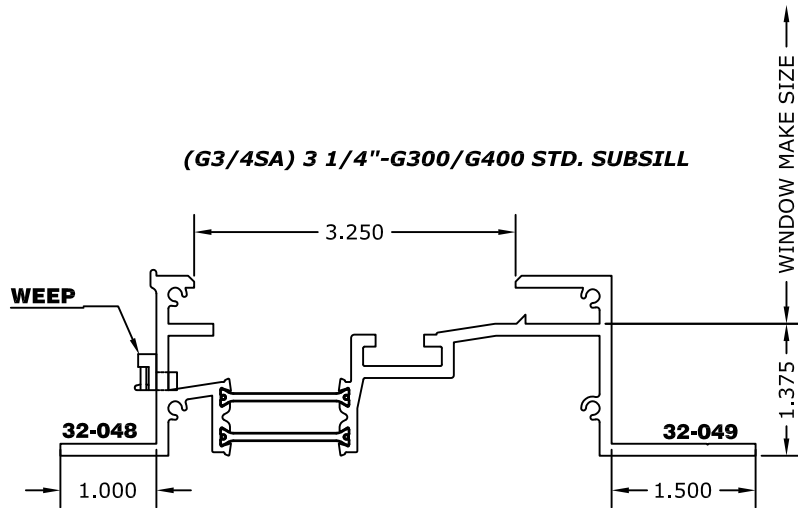 WINDOW MAKE SIZE
(G3/4SA) 3 1/4"-G300/G400 STD. SUBSILL
3.250
WEEP
1.375
32-048
32-049
1.000
1.500